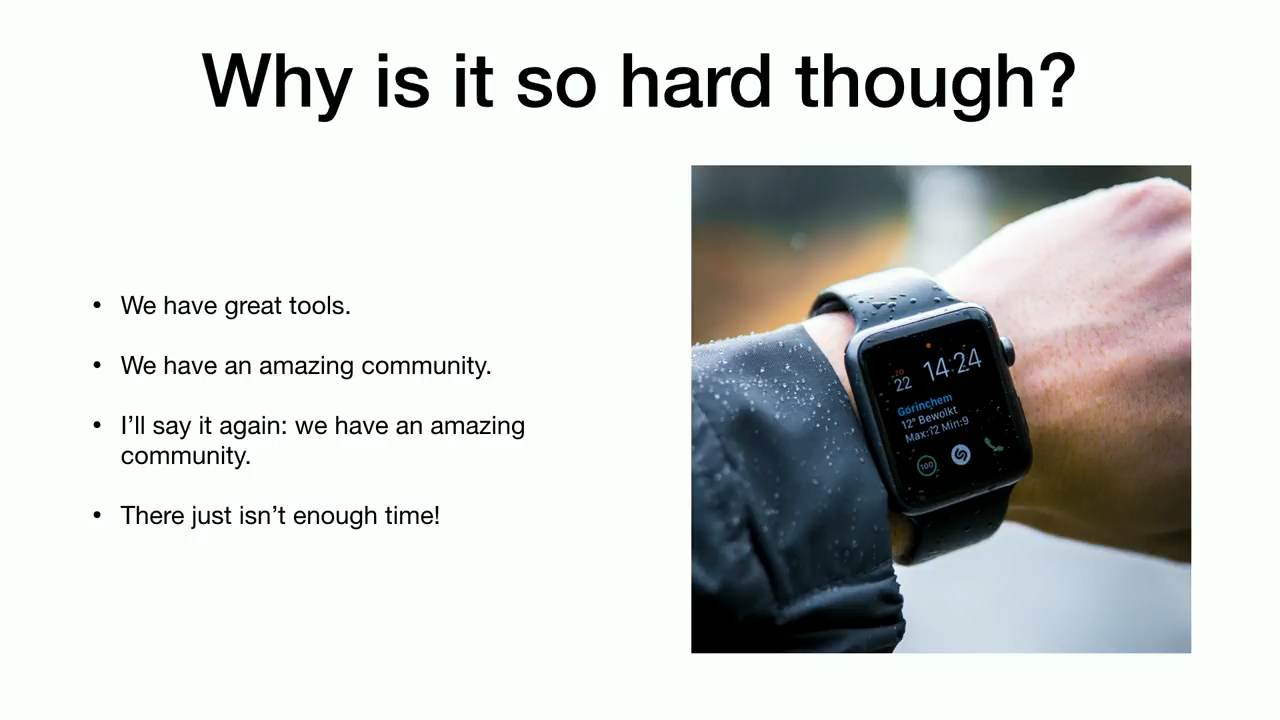 Why is it so hard though?
• We have great tools.
• We have an amazing community.
• I’ll say it again: we have an amazing
community.
• There just isn’t enough time!
ZO
22 14:24
Gorinchem
12° Bewolkt
Max:12 Min:9
100